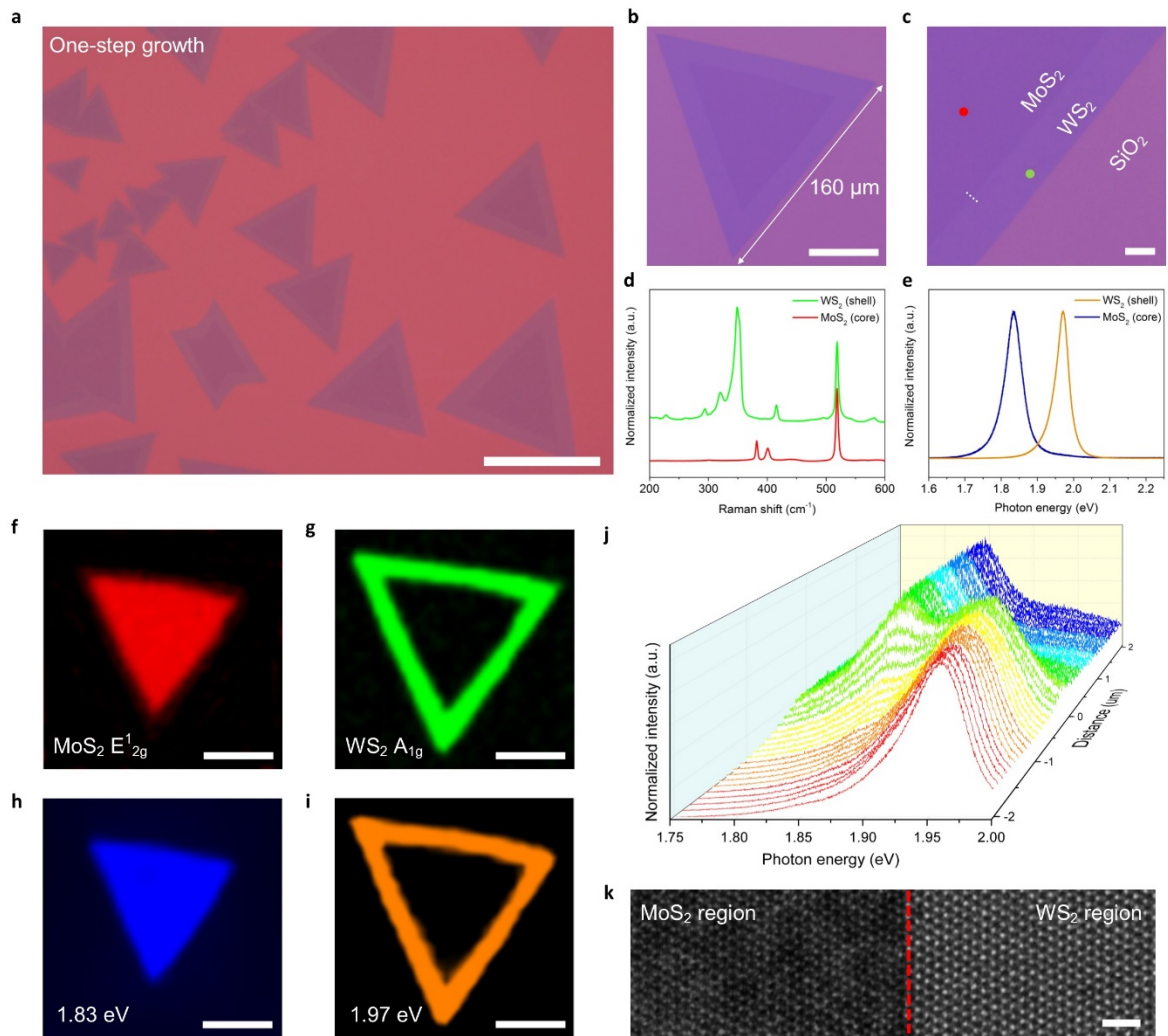 a
One-step growth
b
160 µm
c
MoS₂
WS₂
SiO₂
d
Normalized intensity (a.u.)
WS₂ (shell)
MoS₂ (core)
200 300 400 500 600
Raman shift (cm⁻¹)
e
Normailized intensity (a.u.)
WS₂ (shell)
MoS₂ (core)
1.6 1.7 1.8 1.9 2.0 2.1 2.2
Photon energy (eV)
f
MoS₂ E¹₂g
g
WS₂ A₁g
h
1.83 eV
i
1.97 eV
j
Normalized intensity (a.u.)
1.75 1.80 1.85 1.90 1.95 2.00
Photon energy (eV)
-2 -1 0 1 2
Distance (um)
k
MoS₂ region
WS₂ region